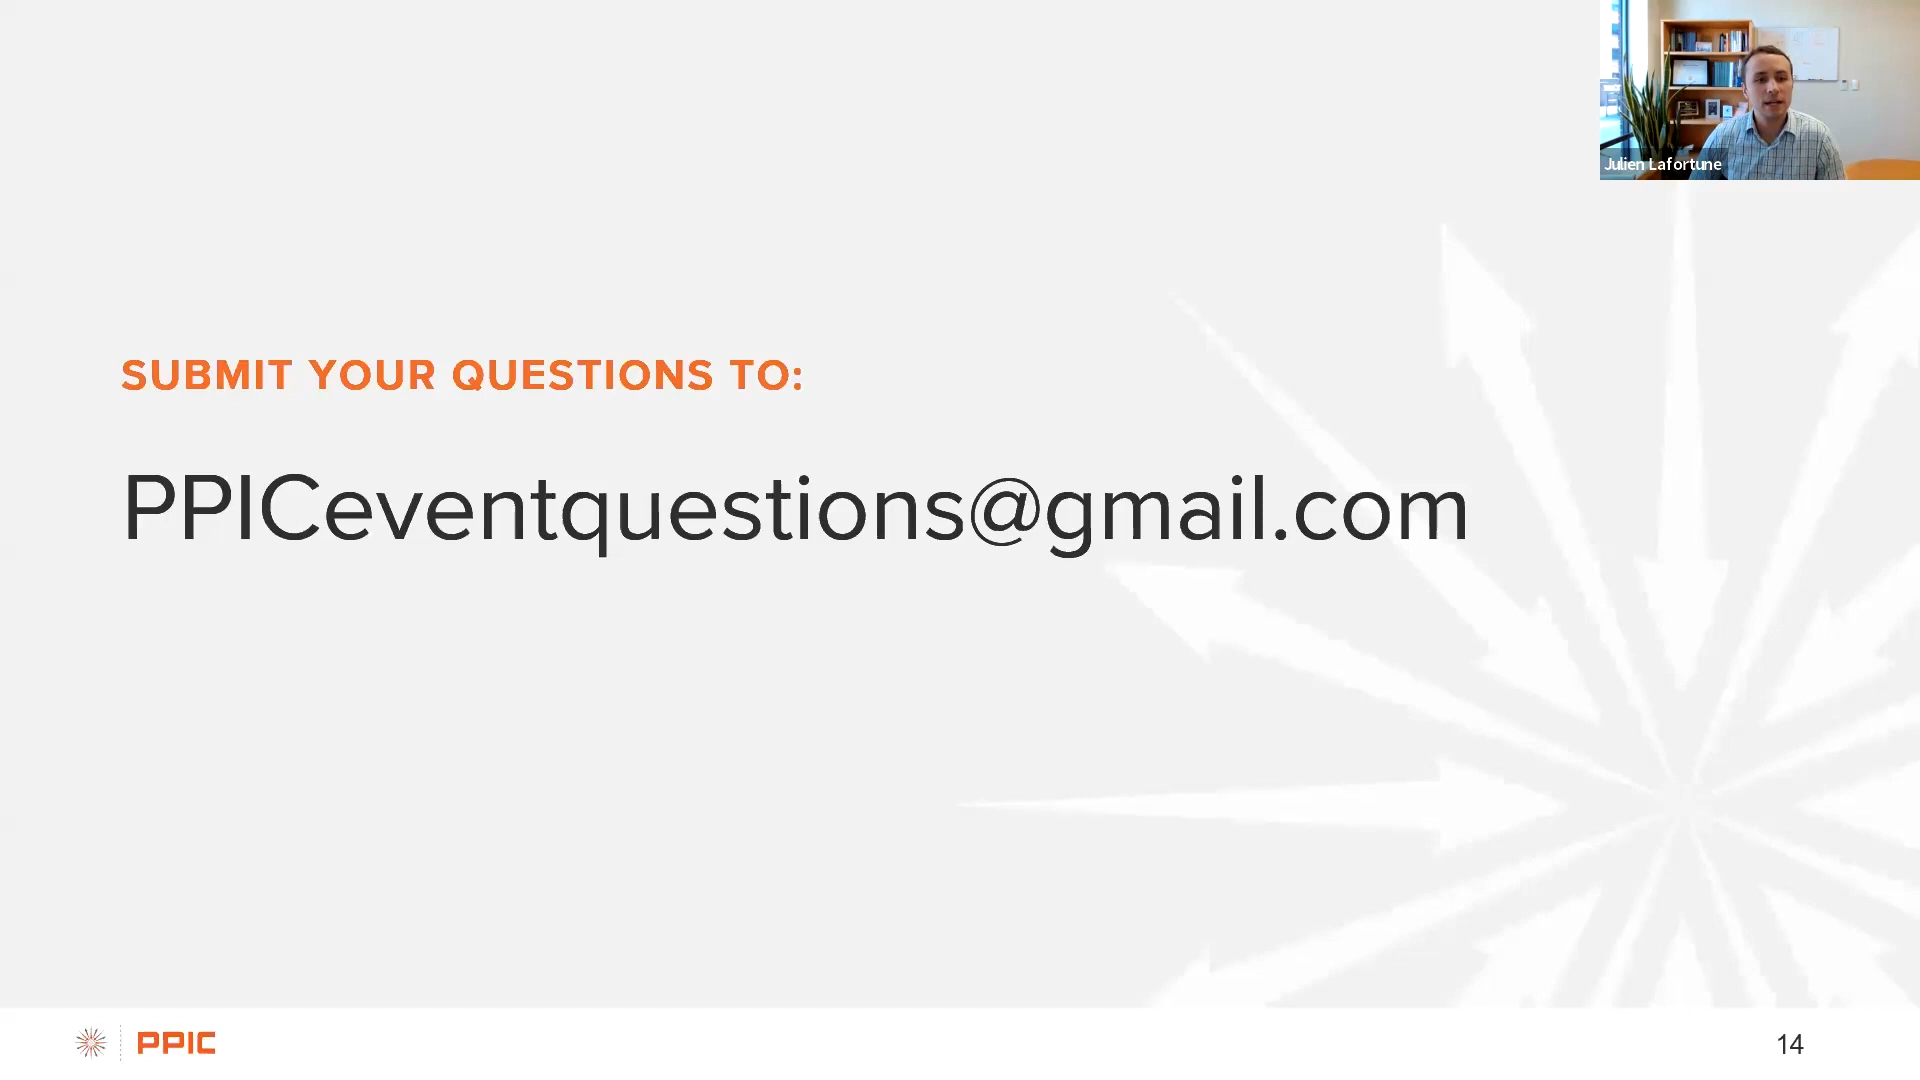 Julien Lafortune
SUBMIT YOUR QUESTIONS TO:
PPICeventquestions@gmail.com
PPIC
14